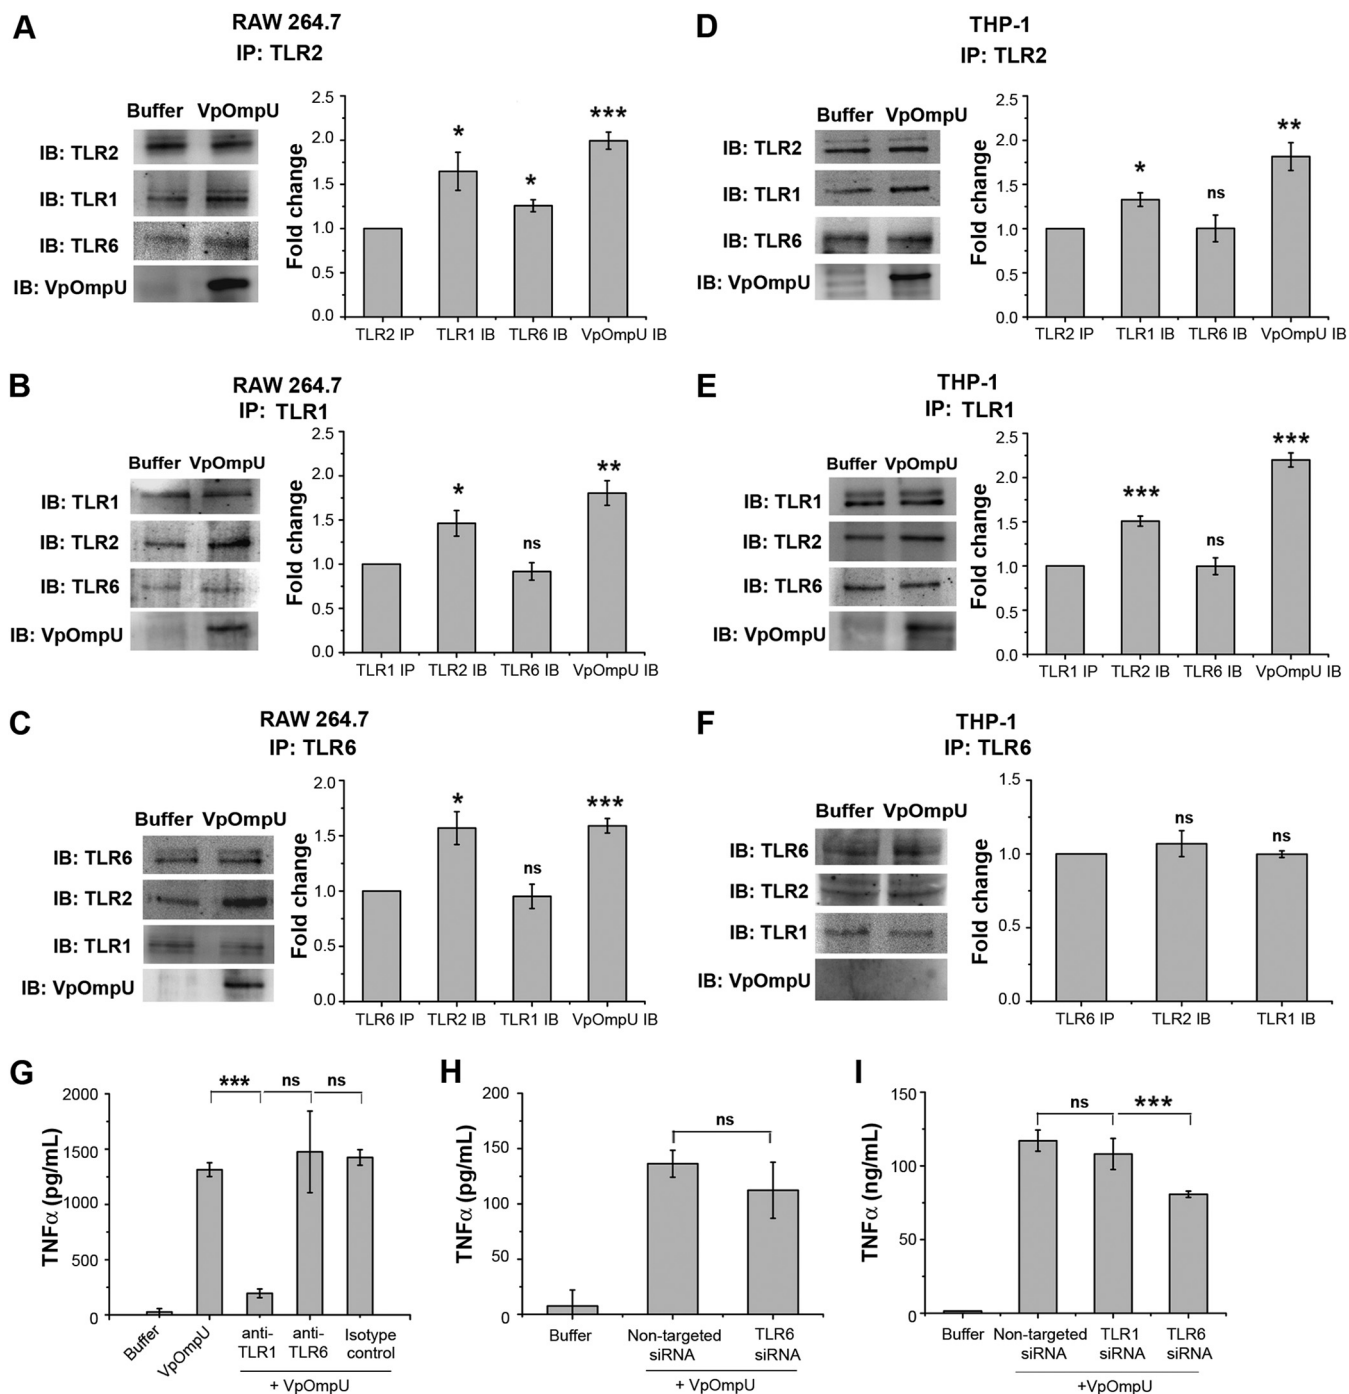 A
RAW 264.7
IP: TLR2
Buffer VpOmpU
IB: TLR2
IB: TLR1
IB: TLR6
IB: VpOmpU
Fold change
2.5
2.0
1.5
1.0
0.5
0.0
*
*
***
TLR2 IP TLR1 IB TLR6 IB VpOmpU IB
D
THP-1
IP: TLR2
Buffer VpOmpU
IB: TLR2
IB: TLR1
IB: TLR6
IB: VpOmpU
Fold change
2.5
2.0
1.5
1.0
0.5
0.0
*
ns
**
TLR2 IP TLR1 IB TLR6 IB VpOmpU IB
B
RAW 264.7
IP: TLR1
Buffer VpOmpU
IB: TLR1
IB: TLR2
IB: TLR6
IB: VpOmpU
Fold change
2.5
2.0
1.5
1.0
0.5
0.0
*
ns
**
TLR1 IP TLR2 IB TLR6 IB VpOmpU IB
E
THP-1
IP: TLR1
Buffer VpOmpU
IB: TLR1
IB: TLR2
IB: TLR6
IB: VpOmpU
Fold change
2.5
2.0
1.5
1.0
0.5
0.0
***
ns
***
TLR1 IP TLR2 IB TLR6 IB VpOmpU IB
C
RAW 264.7
IP: TLR6
Buffer VpOmpU
IB: TLR6
IB: TLR2
IB: TLR1
IB: VpOmpU
Fold change
2.0
1.5
1.0
0.5
0.0
*
ns
***
TLR6 IP TLR2 IB TLR1 IB VpOmpU IB
F
THP-1
IP: TLR6
Buffer VpOmpU
IB: TLR6
IB: TLR2
IB: TLR1
IB: VpOmpU
Fold change
1.5
1.0
0.5
0.0
ns
ns
TLR6 IP TLR2 IB TLR1 IB
G
TNFα (pg/mL)
2000
1500
1000
500
0
*** ns ns
Buffer VpOmpU anti-TLR1 anti-TLR6 Isotype control
+ VpOmpU
H
TNFα (pg/mL)
200
150
100
50
0
ns
Buffer Non-targeted siRNA TLR6 siRNA
+ VpOmpU
I
TNFα (ng/mL)
150
100
50
0
ns ***
Buffer Non-targeted siRNA TLR1 siRNA TLR6 siRNA
+VpOmpU